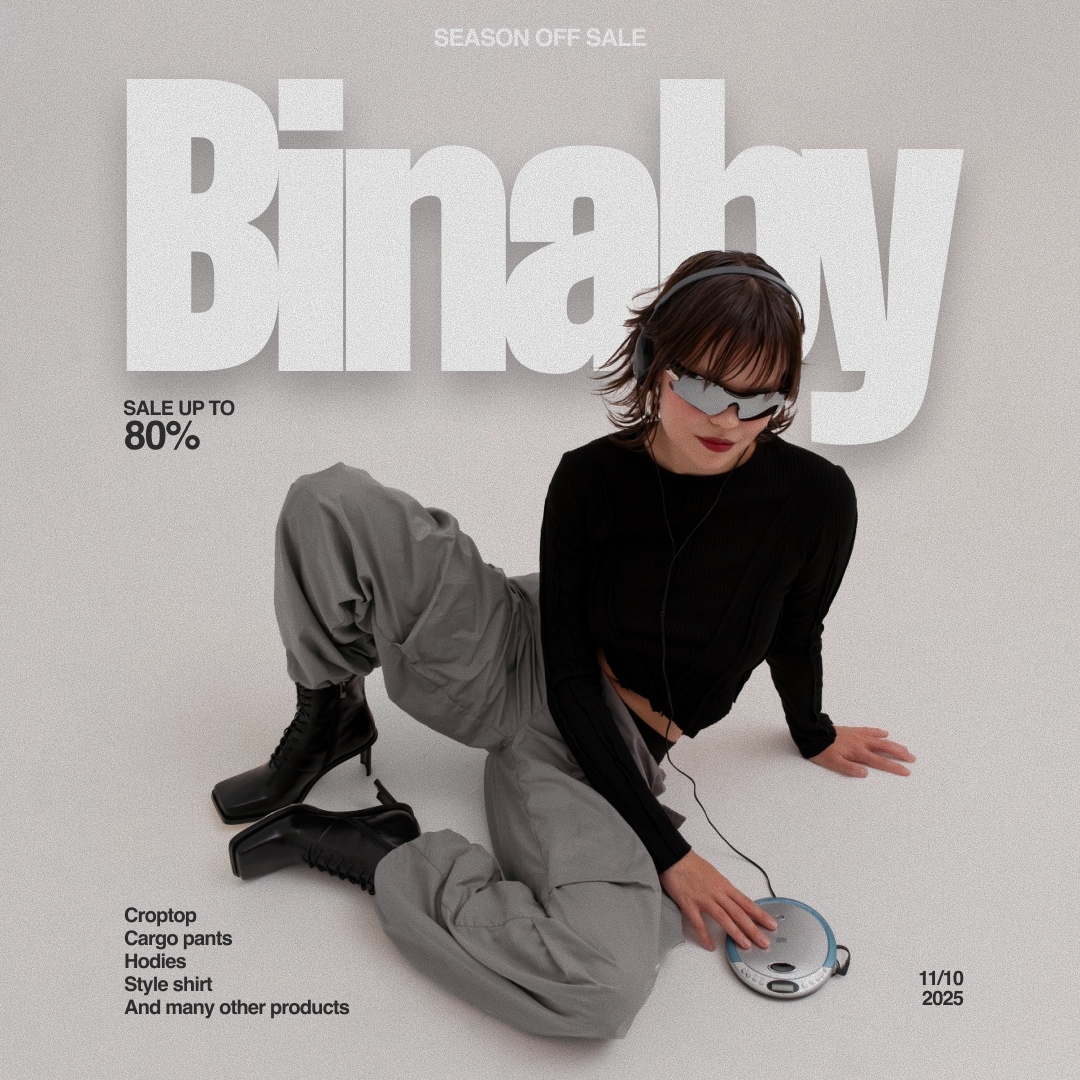 SEASON OFF SALE
Binaby
SALE UP TO
80%
Croptop
Cargo pants
Hodies
Style shirt
And many other products
11/10
2025